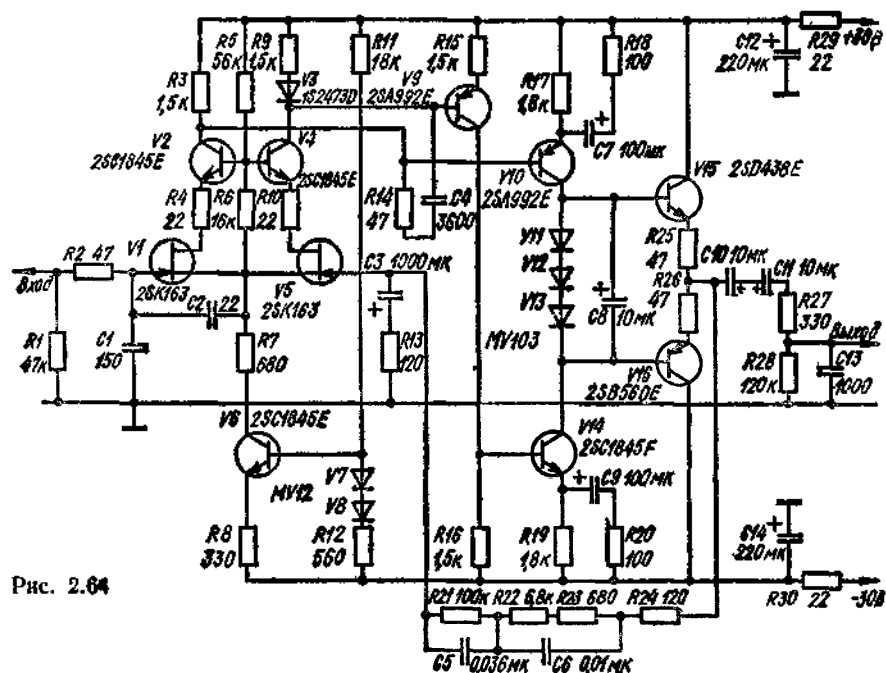 R3
1,5к
R5
56к
R9
1,5к
V3
1S2473D
R11
18к
V9
2SA992E
R15
1,5к
R17
1,8к
R18
100
C7 100мк
C12
220мк
R29
22
V2
2SC1845E
V4
2SC1845E
R4
22
R6
16к
R10
22
R14
47
C4
3600
V10
2SA992E
V15
2SD438E
R25
47
R26
47
C10 10мк
C11 10мк
Вход
R2 47
V1
2SK163
V5
2SK163
C3 1000мк
C2 22
R1
47к
C1
150
R7
680
R13
120
V11
V12
V13
MV103
C8
10мк
V16
2SB560E
R27
330
Выход
R28
120к
C13
1000
V6
2SC1845E
MV12
V7
V8
R8
330
R12
560
R16
1,5к
V14
2SC1845F
C9 100мк
R19
1,8к
R20
100
C14
220мк
R30
22
-30В
R21 100к
R22 6,8к
R23 680
R24 120
C5
0,036мк
C6
0,01мк
Рис. 2.64